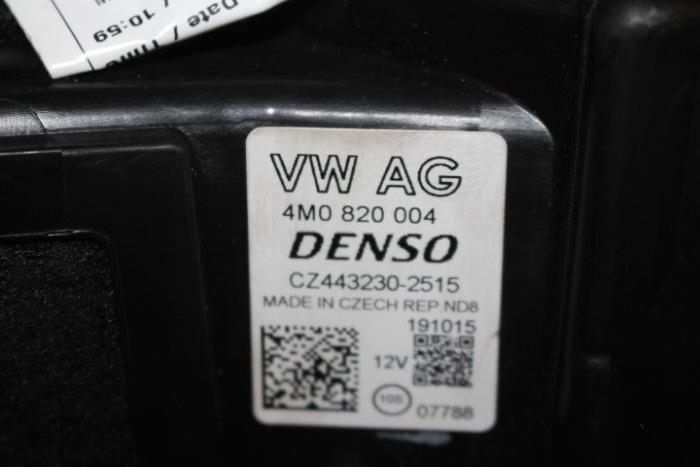 Date / Time
/ 10:59
VW AG
4M0 820 004
DENSO
CZ443230-2515
MADE IN CZECH REP.ND8
191015
12V
105
07788